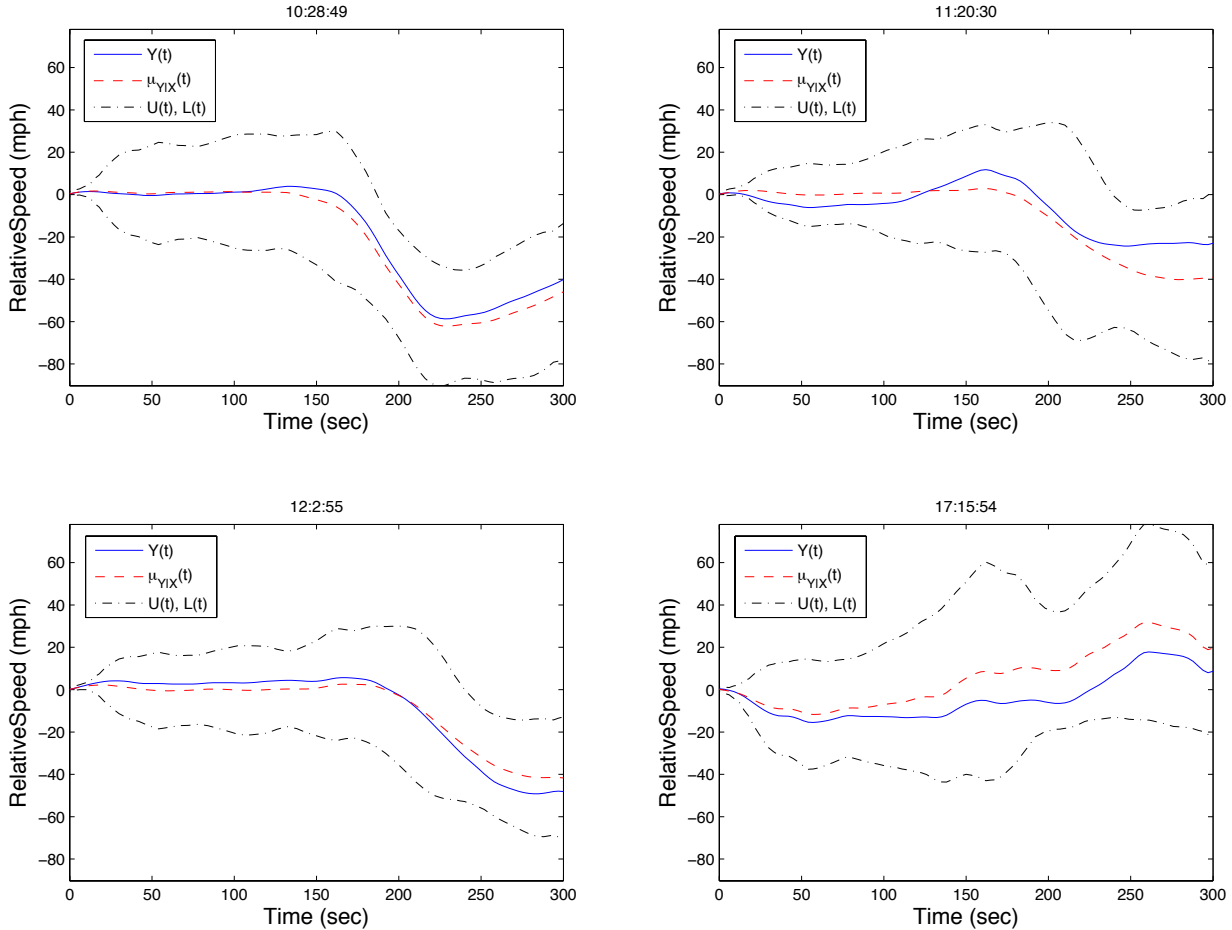 10:28:49
Y(t)
μY|X(t)
U(t), L(t)
RelativeSpeed (mph)
60
40
20
0
−20
−40
−60
−80
0 50 100 150 200 250 300
Time (sec)
11:20:30
Y(t)
μY|X(t)
U(t), L(t)
RelativeSpeed (mph)
60
40
20
0
−20
−40
−60
−80
0 50 100 150 200 250 300
Time (sec)
12:2:55
Y(t)
μY|X(t)
U(t), L(t)
RelativeSpeed (mph)
60
40
20
0
−20
−40
−60
−80
0 50 100 150 200 250 300
Time (sec)
17:15:54
Y(t)
μY|X(t)
U(t), L(t)
RelativeSpeed (mph)
60
40
20
0
−20
−40
−60
−80
0 50 100 150 200 250 300
Time (sec)